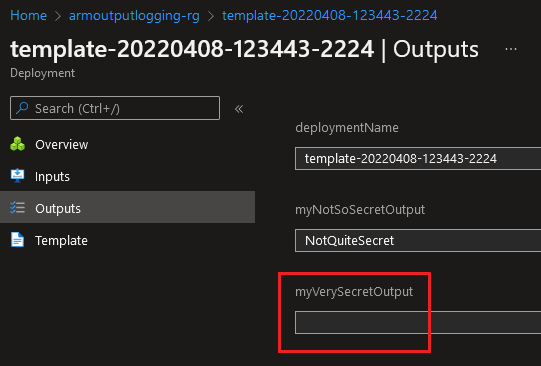 Home > armoutputlogging-rg > template-20220408-123443-2224
template-20220408-123443-2224 | Outputs ...
Deployment
Search (Ctrl+/) «
Overview
Inputs
Outputs
Template
deploymentName
template-20220408-123443-2224
myNotSoSecretOutput
NotQuiteSecret
myVerySecretOutput